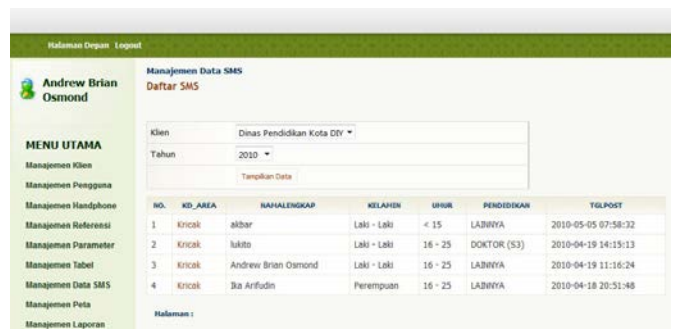 Halaman Depan Logout
Andrew Brian
Osmond
MENU UTAMA
Manajemen Klien
Manajemen Pengguna
Manajemen Handphone
Manajemen Referensi
Manajemen Parameter
Manajemen Tabel
Manajemen Data SMS
Manajemen Peta
Manajemen Laporan
Manajemen Data SMS
Daftar SMS
Klien Dinas Pendidikan Kota DIY
Tahun 2010
Tampilkan Data
NO. KD_AREA NAMALENGKAP KELAMIN UMUR PENDIDIKAN TGLPOST
1 Kricak akbar Laki - Laki < 15 LAINNYA 2010-05-05 07:58:32
2 Kricak lukito Laki - Laki 16 - 25 DOKTOR (S3) 2010-04-19 14:15:13
3 Kricak Andrew Brian Osmond Laki - Laki 16 - 25 LAINNYA 2010-04-19 11:16:24
4 Kricak Ika Arifudin Perempuan 16 - 25 LAINNYA 2010-04-18 20:51:48
Halaman :